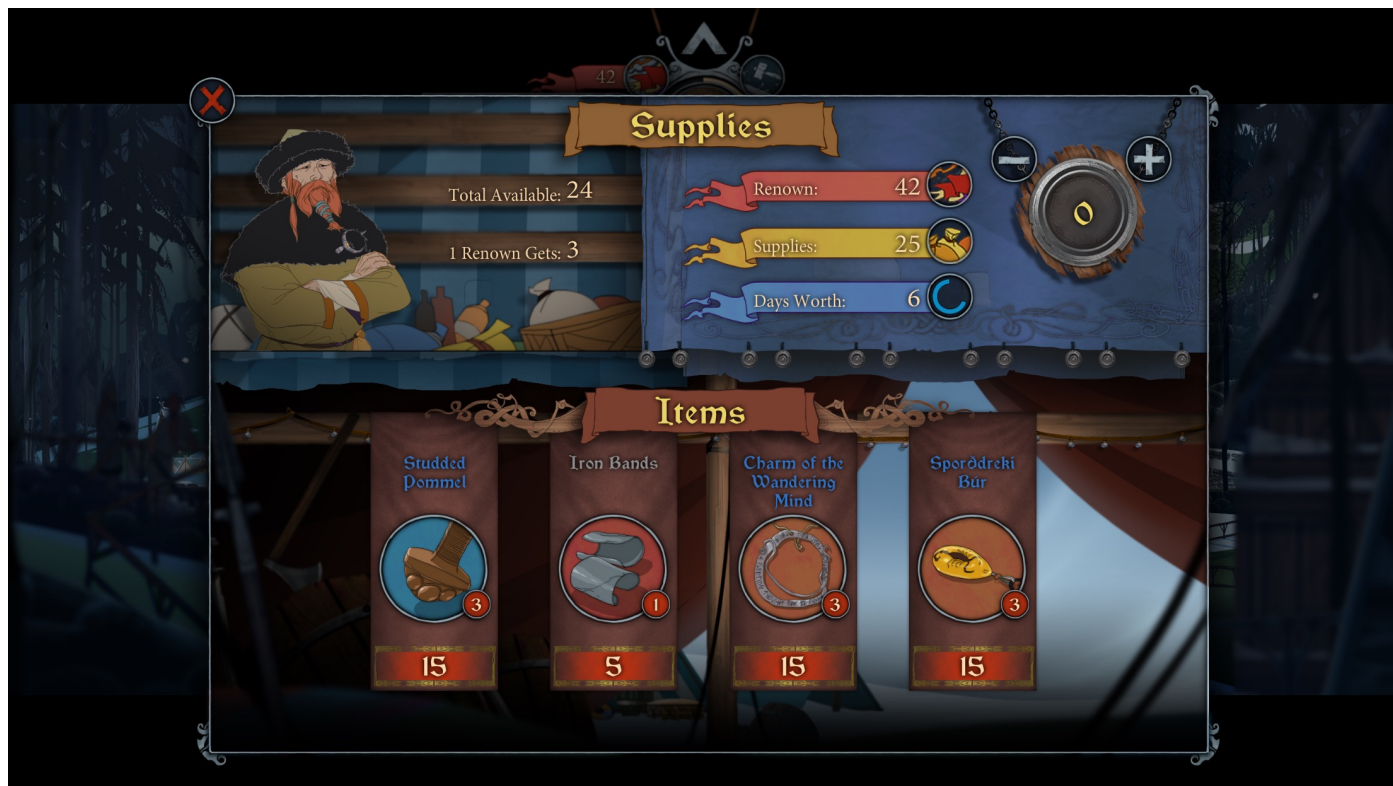 42
Supplies
Total Available: 24
1 Renown Gets: 3
Renown: 42
Supplies: 25
Days Worth: 6
0
Items
Studded
Pommel
3
15
Iron Bands
1
5
Charm of the
Wandering
Mind
3
15
Sporðdreki
Búr
3
15